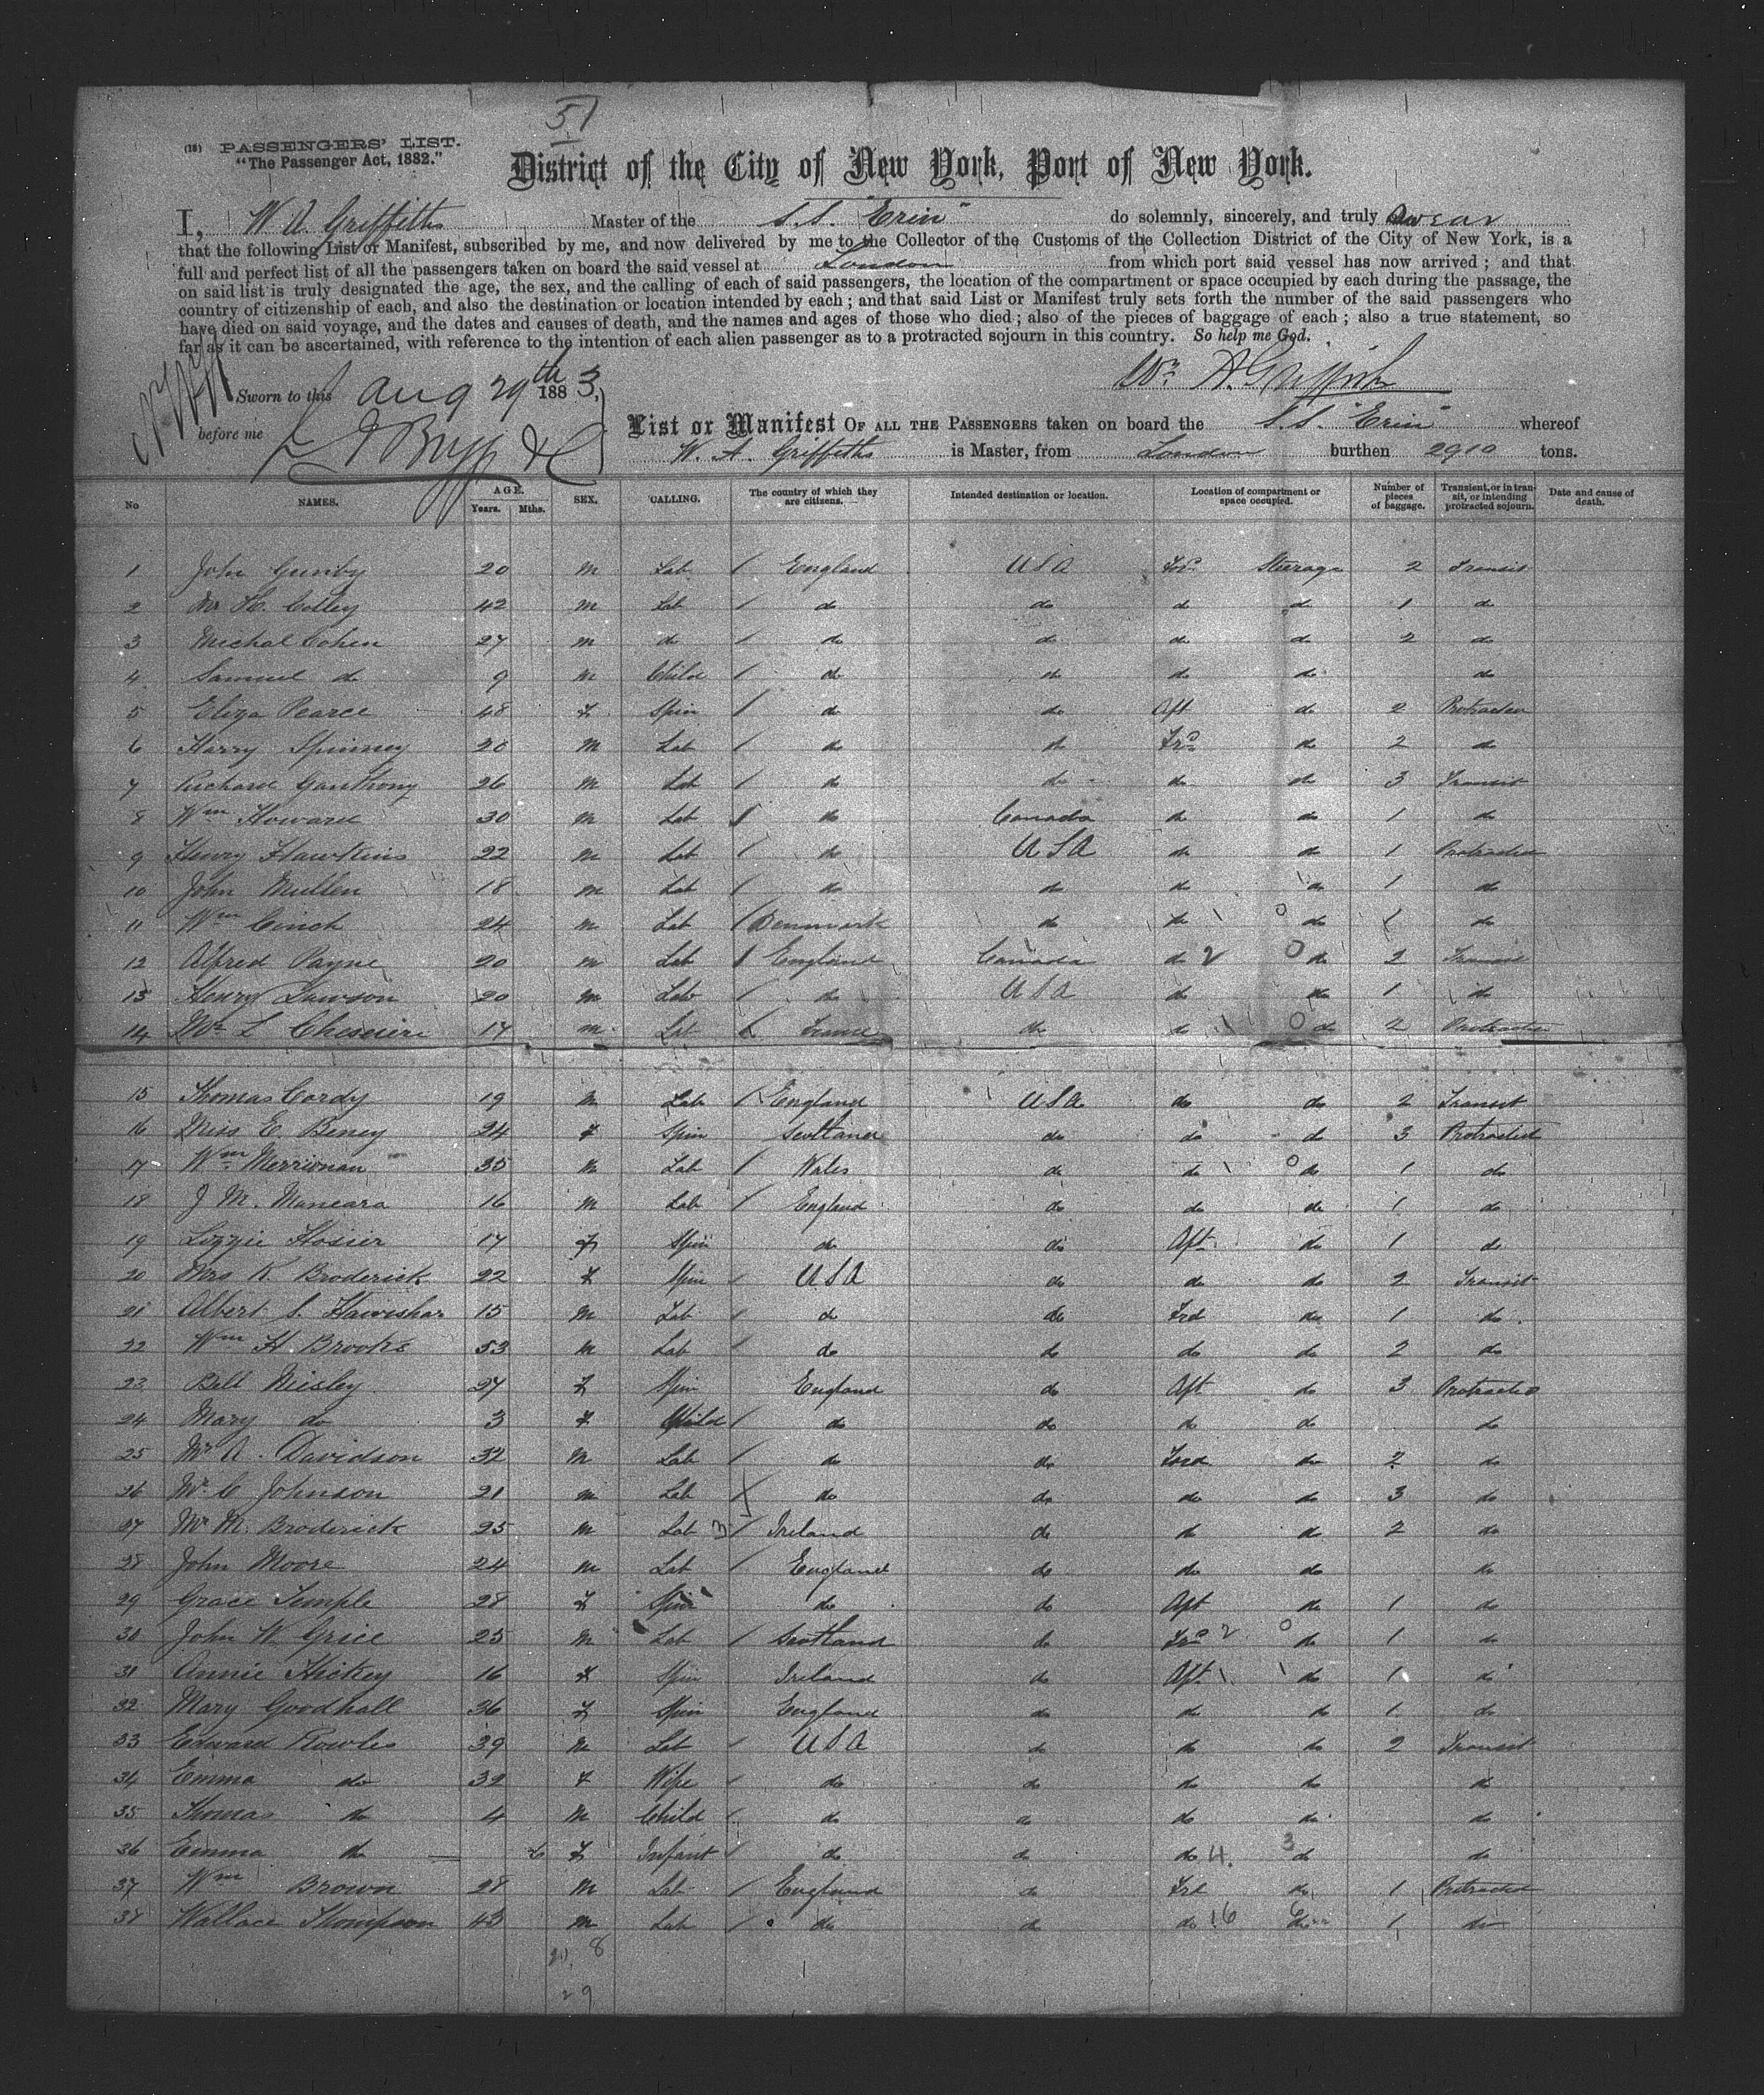 51
(18) PASSENGERS' LIST.
"The Passenger Act, 1882."
District of the City of New York, Port of New York.
I, W. A. Griffiths Master of the S.S. "Erin" do solemnly, sincerely, and truly swear
that the following List or Manifest, subscribed by me, and now delivered by me to the Collector of the Customs of the Collection District of the City of New York, is a
full and perfect list of all the passengers taken on board the said vessel at London from which port said vessel has now arrived; and that
on said list is truly designated the age, the sex, and the calling of each of said passengers, the location of the compartment or space occupied by each during the passage, the
country of citizenship of each, and also the destination or location intended by each; and that said List or Manifest truly sets forth the number of the said passengers who
have died on said voyage, and the dates and causes of death, and the names and ages of those who died; also of the pieces of baggage of each; also a true statement, so
far as it can be ascertained, with reference to the intention of each alien passenger as to a protracted sojourn in this country. So help me God.
Wm A. Griffiths
Sworn to this Aug 29th 1883,
before me
List or Manifest OF ALL THE PASSENGERS taken on board the S.S. "Erin" whereof
W. A. Griffiths is Master, from London burthen 2910 tons.
No NAMES. AGE. Years. Mths. SEX. CALLING. The country of which they are citizens. Intended destination or location. Location of compartment or space occupied. Number of pieces of baggage. Transient, or in transit, or intending protracted sojourn. Date and cause of death.
1 John Gunby 20 M Lab / England USA For'd Steerage 2 Transit
2 Mr H. Colley 42 M Lab / do do do do 1 do
3 Michal Cohen 27 M do / do do do do 2 do
4 Samuel do 9 M Child / do do do do do
5 Eliza Pearce 48 F Spin / do do Aft do 2 Protracted
6 Harry Spinney 20 M Lab / do do Frd do 2 do
7 Richard Ganthony 26 M Lab / do do do do 3 Transit
8 Wm Howard 30 M Lab / do Canada do do 1 do
9 Henry Hawkins 22 M Lab / do USA do do 1 Protracted
10 John Mullen 18 M Lab / do do do do 1 do
11 Wm Cinch 24 M Lab / Denmark do do do 1 do
12 Alfred Payne 20 M Lab / England Canada do 2 0 do 2 Transit
13 Henry Lawson 20 M Lab / do USA do do 1 do
14 Mr L 17 M Lab France do do 0 do 2 Protracted
15 Thomas Cordy 19 M Lab / England USA do do 2 Transit
16 Miss E. Beney 24 F Spin Scotland do do do 3 Protracted
17 Wm Merrionan 35 M Lab / Wales do do 0 do 1 do
18 J M. Maneara 16 M Lab / England do do do 1 do
19 Lizzie Hosier 17 F Spin do do Aft do 1 do
20 Mrs K. Broderick 22 F Spin USA do do do 2 Transit
21 Albert S. 15 M Lab do do Frd do 1 do
22 Wm H. Brooks 53 M Lab do do do do 2 do
23 Bell Niesley 27 F Spin England do Aft do 3 Protracted
24 Mary do 3 F Child / do do do do do
25 Mr A. Davidson 32 M Lab / do do Ford do 2 do
26 Mr C Johnson 21 M Lab do do do do 3 do
27 Mr M. Broderick 25 M Lab 3 / Ireland do do do 2 do
28 John Moore 24 M Lab / England do do do do
29 Grace Temple 28 F Spin do do Aft do 1 do
30 John W. Grice 25 M Lab / Scotland do Frd 2 0 do 1 do
31 Annie Hickey 16 F Spin Ireland do Aft do 1 do
32 Mary Goodhall 36 F Spin England do do do 1 do
33 Edward Rowles 39 M Lab USA do do do 2 Transit
34 Emma do 32 F Wife do do do do do
35 Thomas do 4 M Child do do do do do
36 Emma do — 6 F Infant do do do 4. 3 do do
37 Wm Brown 28 M Lab / England do Frd do 1 Protracted
38 Wallace Thompson 43 M Lab / do do do 16 6 do 1 do
21 8
29